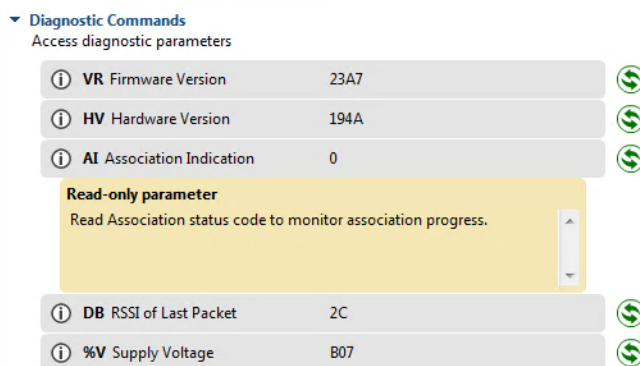 Diagnostic Commands
Access diagnostic parameters
VR Firmware Version 23A7
HV Hardware Version 194A
AI Association Indication 0
Read-only parameter
Read Association status code to monitor association progress.
DB RSSI of Last Packet 2C
%V Supply Voltage B07